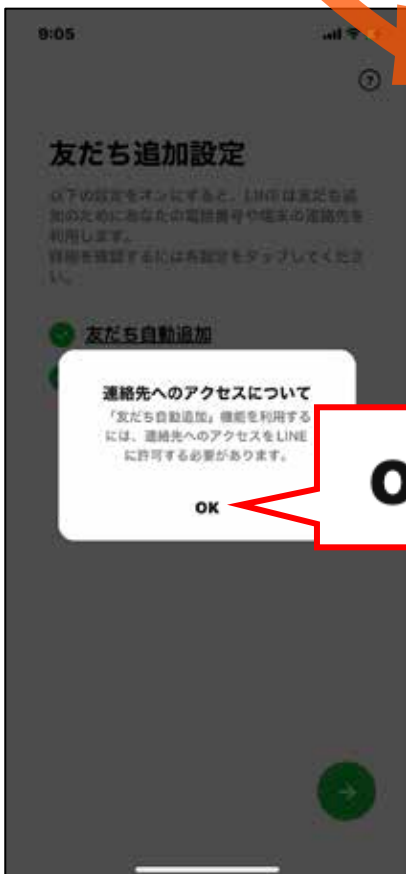 9:05
友だち追加設定
以下の設定をオンにすると、LINEは友だち追
加のためにあなたの電話番号や端末の連絡先を
利用します。
詳細を確認するには各設定をタップしてくださ
い。
友だち自動追加
連絡先へのアクセスについて
「友だち自動追加」機能を利用する
には、連絡先へのアクセスをLINE
に許可する必要があります。
OK